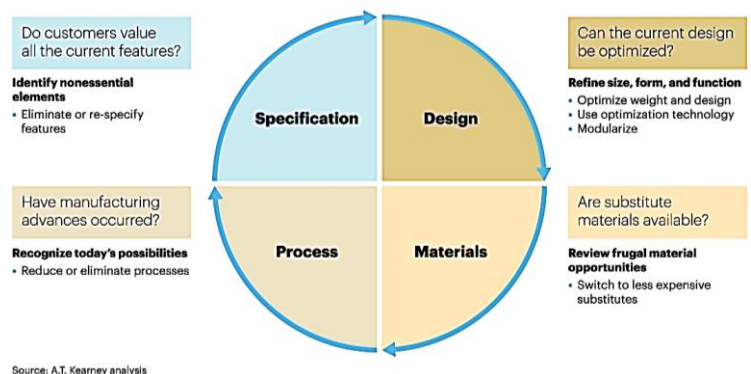 Do customers value
all the current features?
Identify nonessential
elements
• Eliminate or re-specify
features
Can the current design
be optimized?
Refine size, form, and function
• Optimize weight and design
• Use optimization technology
• Modularize
Specification
Design
Process
Materials
Have manufacturing
advances occurred?
Recognize today's possibilities
• Reduce or eliminate processes
Are substitute
materials available?
Review frugal material
opportunities
• Switch to less expensive
substitutes
Source: A.T. Kearney analysis